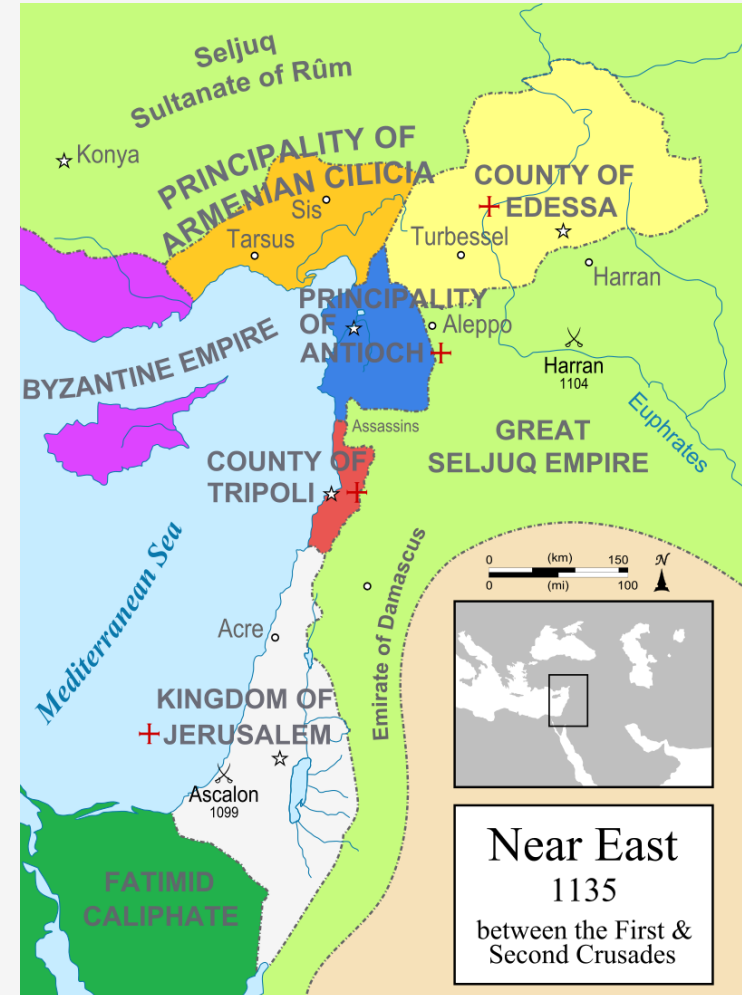 Seljuq
Sultanate of Rûm
Konya
PRINCIPALITY OF
ARMENIAN CILICIA
Sis
Tarsus
COUNTY OF
EDESSA
Turbessel
Harran
PRINCIPALITY
OF
ANTIOCH
Aleppo
Harran
1104
BYZANTINE EMPIRE
Euphrates
Assassins
GREAT
SELJUQ EMPIRE
COUNTY OF
TRIPOLI
Mediterranean Sea
Emirate of Damascus
0 (km) 150
N
0 (mi) 100
Acre
KINGDOM OF
JERUSALEM
Ascalon
1099
FATIMID
CALIPHATE
Near East
1135
between the First &
Second Crusades